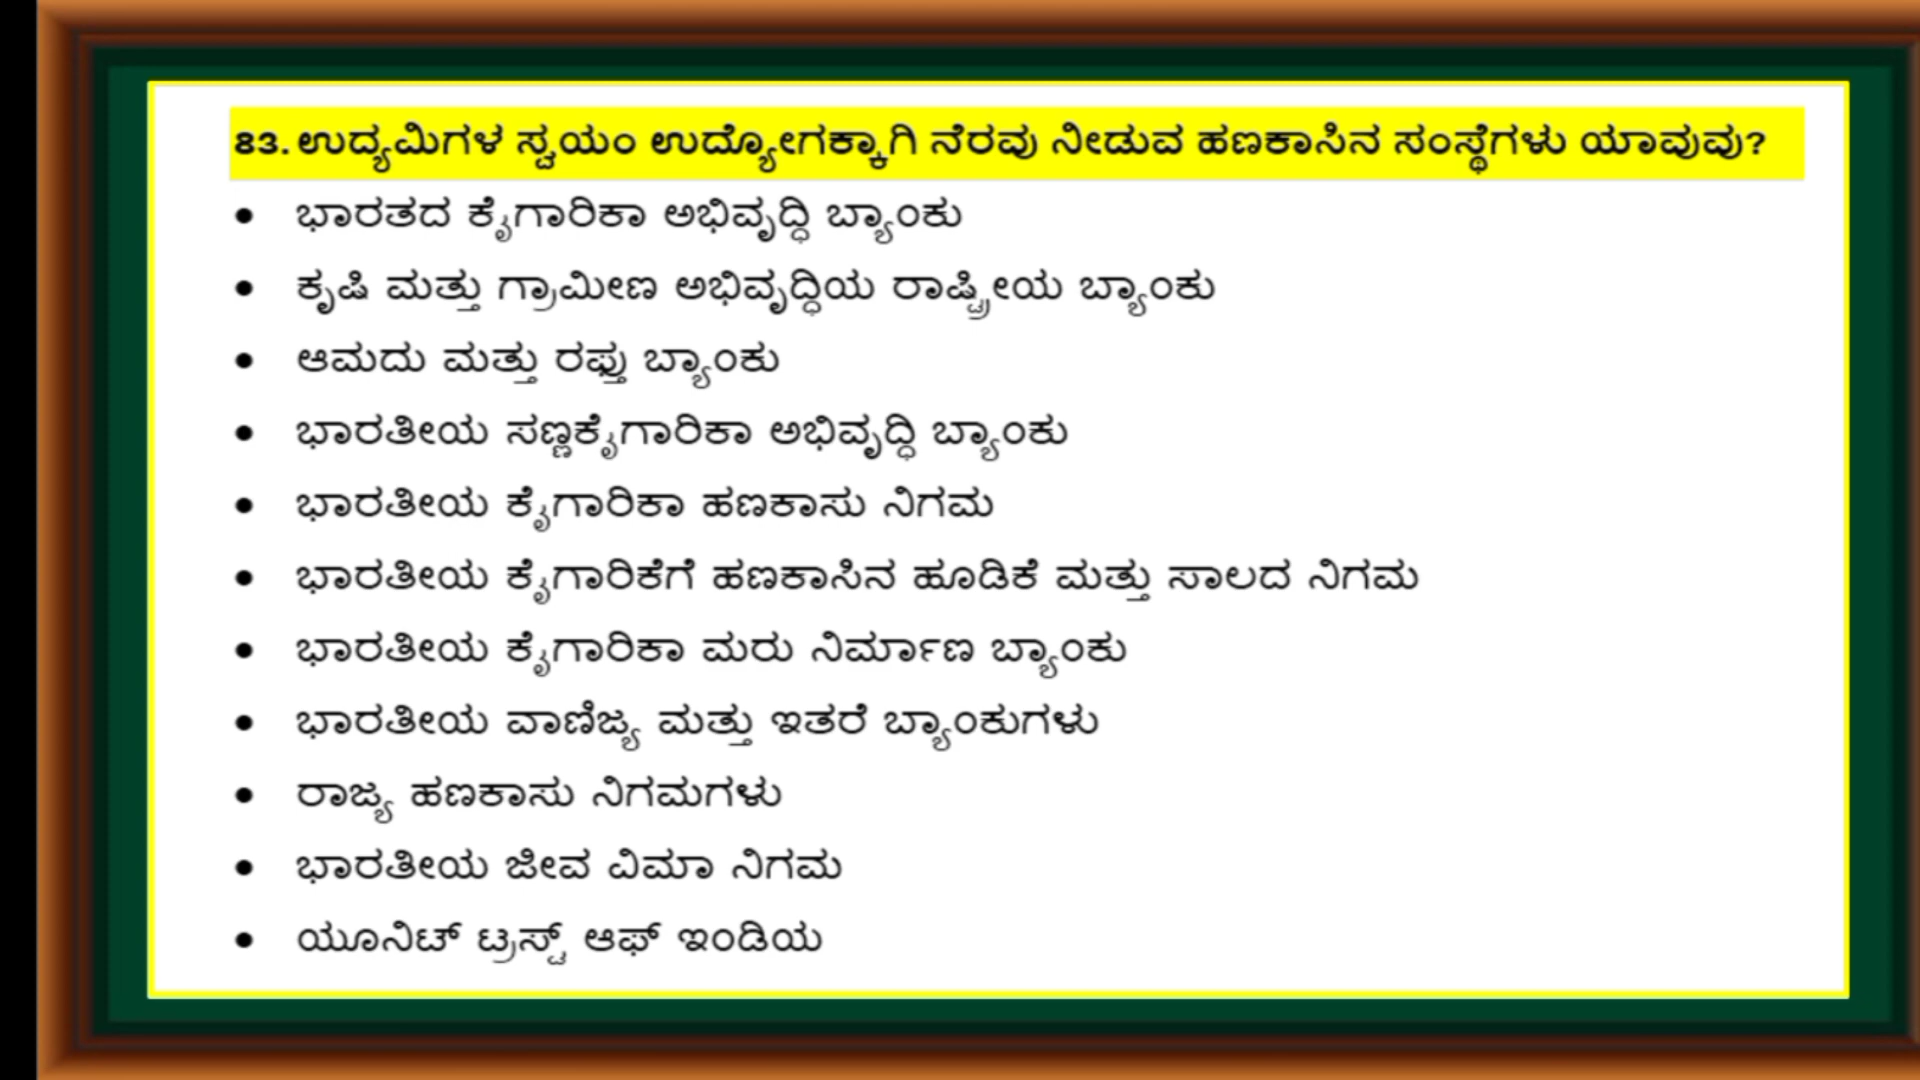 83. ಉದ್ಯಮಿಗಳ ಸ್ವಯಂ ಉದ್ಯೋಗಕ್ಕಾಗಿ ನೆರವು ನೀಡುವ ಹಣಕಾಸಿನ ಸಂಸ್ಥೆಗಳು ಯಾವುವು?
• ಭಾರತದ ಕೈಗಾರಿಕಾ ಅಭಿವೃದ್ಧಿ ಬ್ಯಾಂಕು
• ಕೃಷಿ ಮತ್ತು ಗ್ರಾಮೀಣ ಅಭಿವೃದ್ಧಿಯ ರಾಷ್ಟ್ರೀಯ ಬ್ಯಾಂಕು
• ಆಮದು ಮತ್ತು ರಫ್ತು ಬ್ಯಾಂಕು
• ಭಾರತೀಯ ಸಣ್ಣಕೈಗಾರಿಕಾ ಅಭಿವೃದ್ಧಿ ಬ್ಯಾಂಕು
• ಭಾರತೀಯ ಕೈಗಾರಿಕಾ ಹಣಕಾಸು ನಿಗಮ
• ಭಾರತೀಯ ಕೈಗಾರಿಕೆಗೆ ಹಣಕಾಸಿನ ಹೂಡಿಕೆ ಮತ್ತು ಸಾಲದ ನಿಗಮ
• ಭಾರತೀಯ ಕೈಗಾರಿಕಾ ಮರು ನಿರ್ಮಾಣ ಬ್ಯಾಂಕು
• ಭಾರತೀಯ ವಾಣಿಜ್ಯ ಮತ್ತು ಇತರೆ ಬ್ಯಾಂಕುಗಳು
• ರಾಜ್ಯ ಹಣಕಾಸು ನಿಗಮಗಳು
• ಭಾರತೀಯ ಜೀವ ವಿಮಾ ನಿಗಮ
• ಯೂನಿಟ್ ಟ್ರಸ್ಟ್ ಆಫ್ ಇಂಡಿಯ